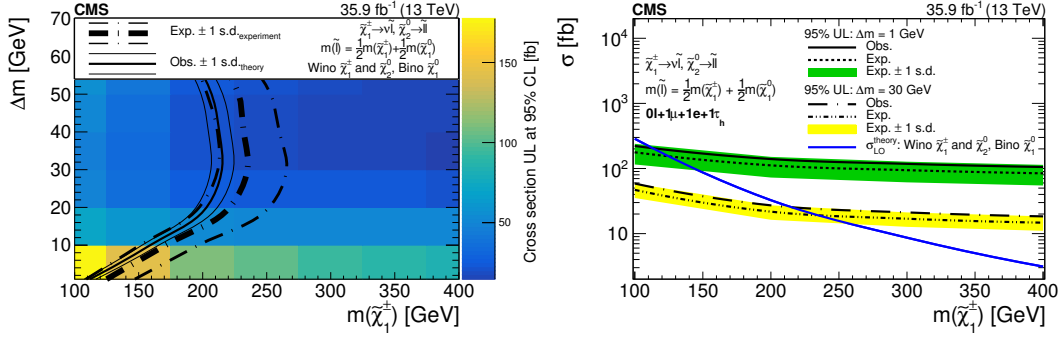 CMS 35.9 fb⁻¹ (13 TeV)
Exp. ± 1 s.d.experiment
Obs. ± 1 s.d.theory
χ̃₁±→νl̃, χ̃₂⁰→l̃l
m(l̃) = ½m(χ̃₁±)+½m(χ̃₁⁰)
Wino χ̃₁± and χ̃₂⁰, Bino χ̃₁⁰
Δm [GeV]
70
60
50
40
30
20
10
100 150 200 250 300 350 400
m(χ̃₁±) [GeV]
150
100
50
Cross section UL at 95% CL [fb]
CMS 35.9 fb⁻¹ (13 TeV)
σ [fb]
10⁴
10³
10²
10
χ̃₁±→νl̃, χ̃₂⁰→l̃l
m(l̃) = ½m(χ̃₁±) + ½m(χ̃₁⁰)
0l+1μ+1e+1τh
95% UL: Δm = 1 GeV
Obs.
Exp.
Exp ± 1 s.d.
95% UL: Δm = 30 GeV
Obs.
Exp.
Exp ± 1 s.d.
σ_LO^theory: Wino χ̃₁± and χ̃₂⁰, Bino χ̃₁⁰
100 150 200 250 300 350 400
m(χ̃₁±) [GeV]